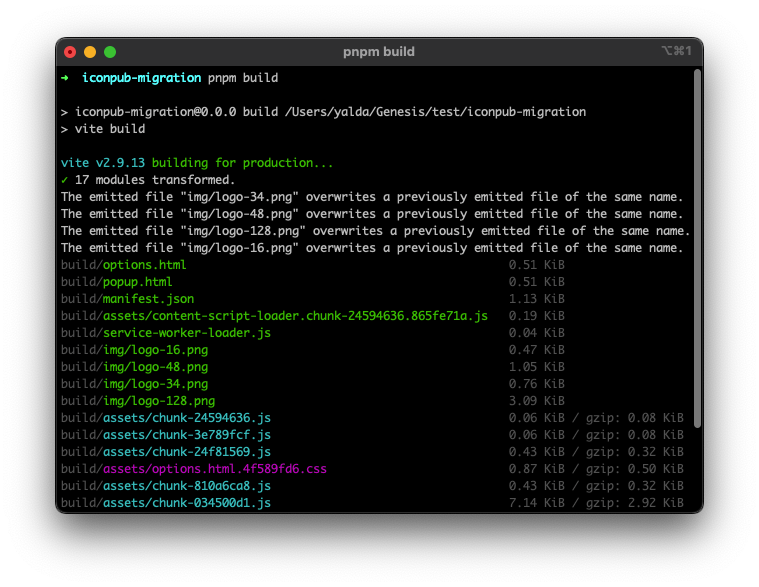 pnpm build
⌥⌘1
➜ iconpub-migration pnpm build
> iconpub-migration@0.0.0 build /Users/yalda/Genesis/test/iconpub-migration
> vite build
vite v2.9.13 building for production...
✓ 17 modules transformed.
The emitted file "img/logo-34.png" overwrites a previously emitted file of the same name.
The emitted file "img/logo-48.png" overwrites a previously emitted file of the same name.
The emitted file "img/logo-128.png" overwrites a previously emitted file of the same name.
The emitted file "img/logo-16.png" overwrites a previously emitted file of the same name.
build/options.html 0.51 KiB
build/popup.html 0.51 KiB
build/manifest.json 1.13 KiB
build/assets/content-script-loader.chunk-24594636.865fe71a.js 0.19 KiB
build/service-worker-loader.js 0.04 KiB
build/img/logo-16.png 0.47 KiB
build/img/logo-48.png 1.05 KiB
build/img/logo-34.png 0.76 KiB
build/img/logo-128.png 3.09 KiB
build/assets/chunk-24594636.js 0.06 KiB / gzip: 0.08 KiB
build/assets/chunk-3e789fcf.js 0.06 KiB / gzip: 0.08 KiB
build/assets/chunk-24f81569.js 0.43 KiB / gzip: 0.32 KiB
build/assets/options.html.4f589fd6.css 0.87 KiB / gzip: 0.50 KiB
build/assets/chunk-810a6ca8.js 0.43 KiB / gzip: 0.32 KiB
build/assets/chunk-034500d1.js 7.14 KiB / gzip: 2.92 KiB